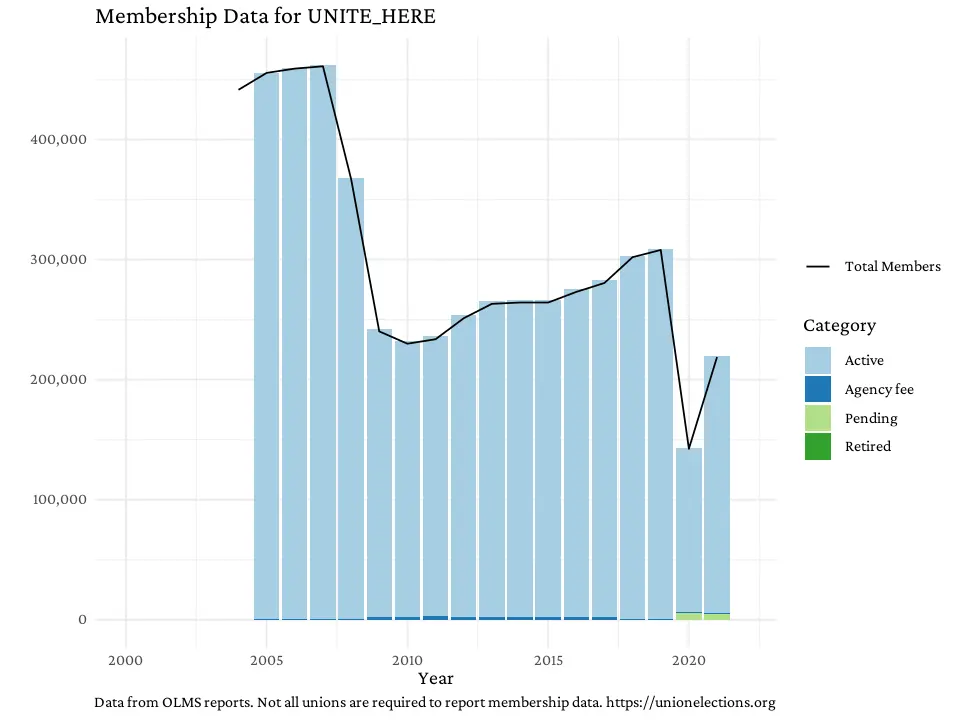 Membership Data for UNITE_HERE
400,000
300,000
200,000
100,000
0
2000 2005 2010 2015 2020
Year
Total Members
Category
Active
Agency fee
Pending
Retired
Data from OLMS reports. Not all unions are required to report membership data. https://unionelections.org